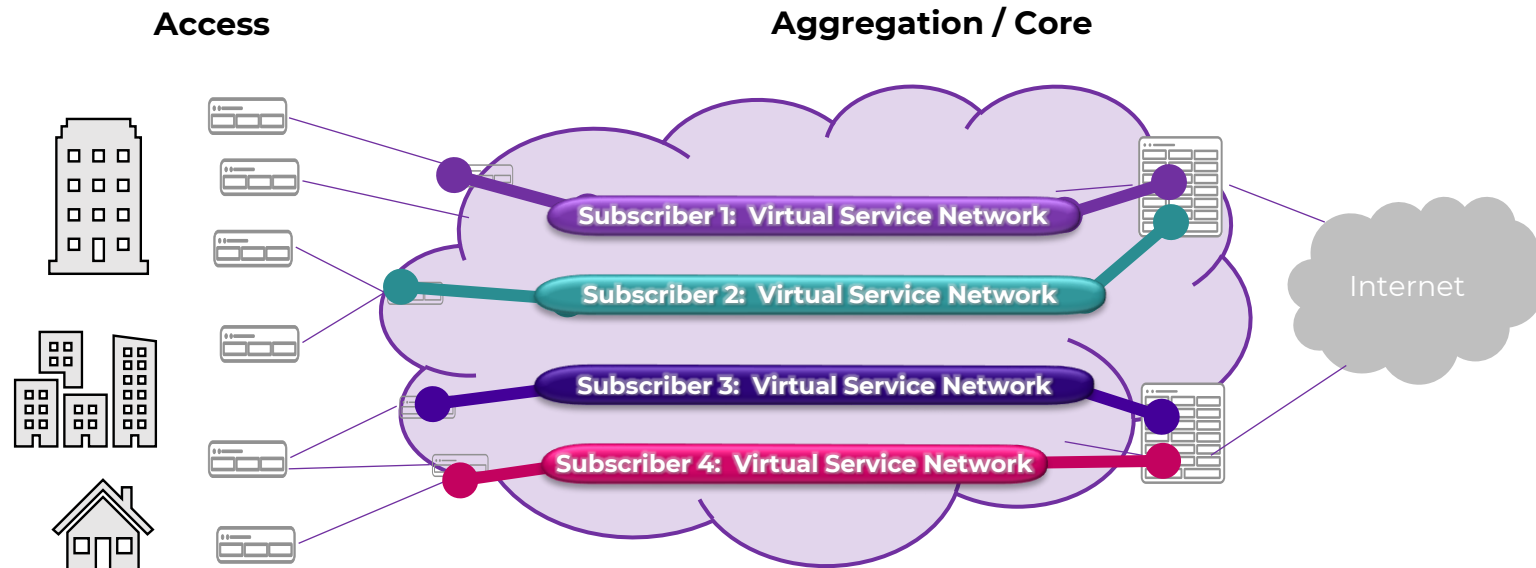 Access
Aggregation / Core
Subscriber 1:  Virtual Service Network
Subscriber 2:  Virtual Service Network
Internet
Subscriber 3:  Virtual Service Network
Subscriber 4:  Virtual Service Network